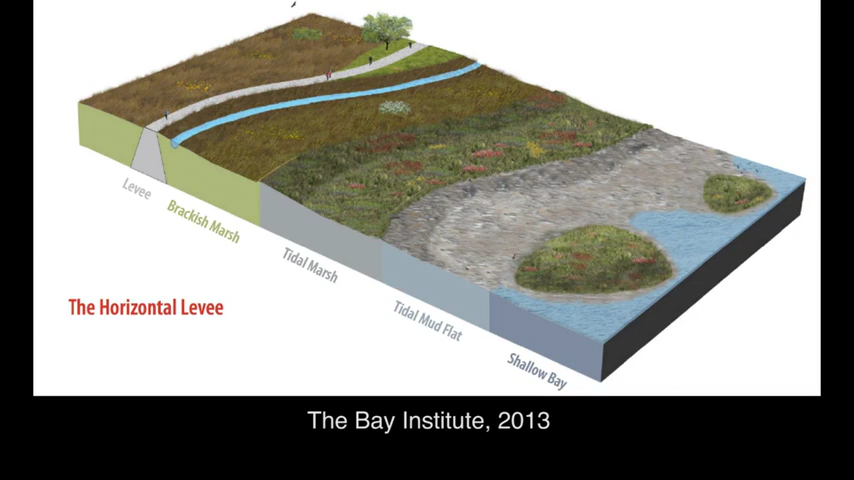 Levee
Brackish Marsh
Tidal Marsh
Tidal Mud Flat
Shallow Bay
The Horizontal Levee
The Bay Institute, 2013